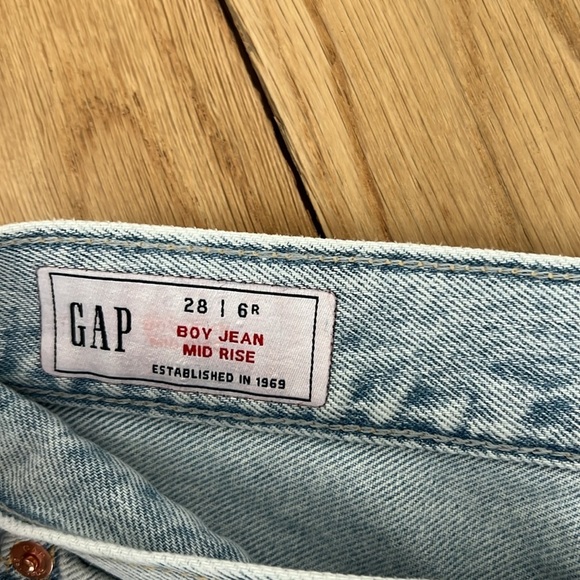 GAP
28 | 6R
BOY JEAN
MID RISE
ESTABLISHED IN 1969